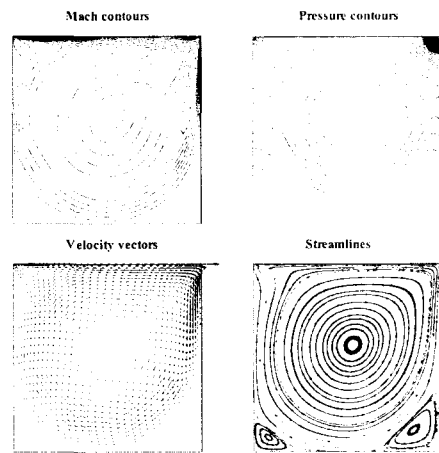 Mach contours
Pressure contours
Velocity vectors
Streamlines